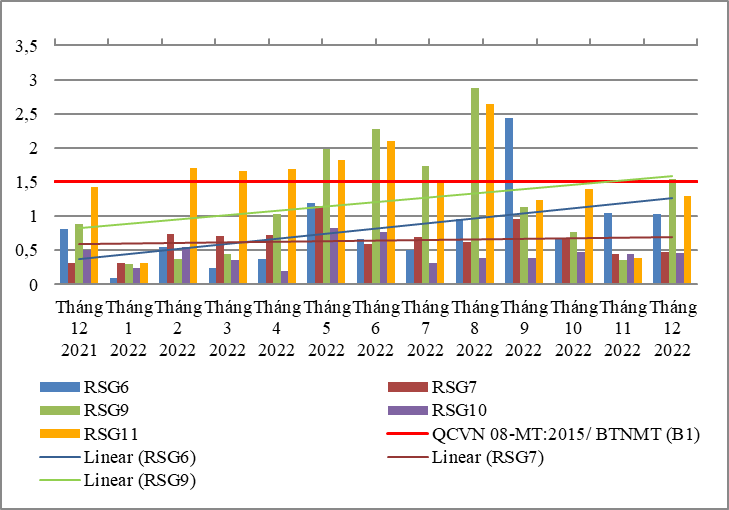 3,5
3
2,5
2
1,5
1
0,5
0
Tháng Tháng Tháng Tháng Tháng Tháng Tháng Tháng Tháng Tháng Tháng Tháng Tháng
12 1 2 3 4 5 6 7 8 9 10 11 12
2021 2022 2022 2022 2022 2022 2022 2022 2022 2022 2022 2022 2022
RSG6 RSG7
RSG9 RSG10
RSG11 QCVN 08-MT:2015/ BTNMT (B1)
Linear (RSG6) Linear (RSG7)
Linear (RSG9)